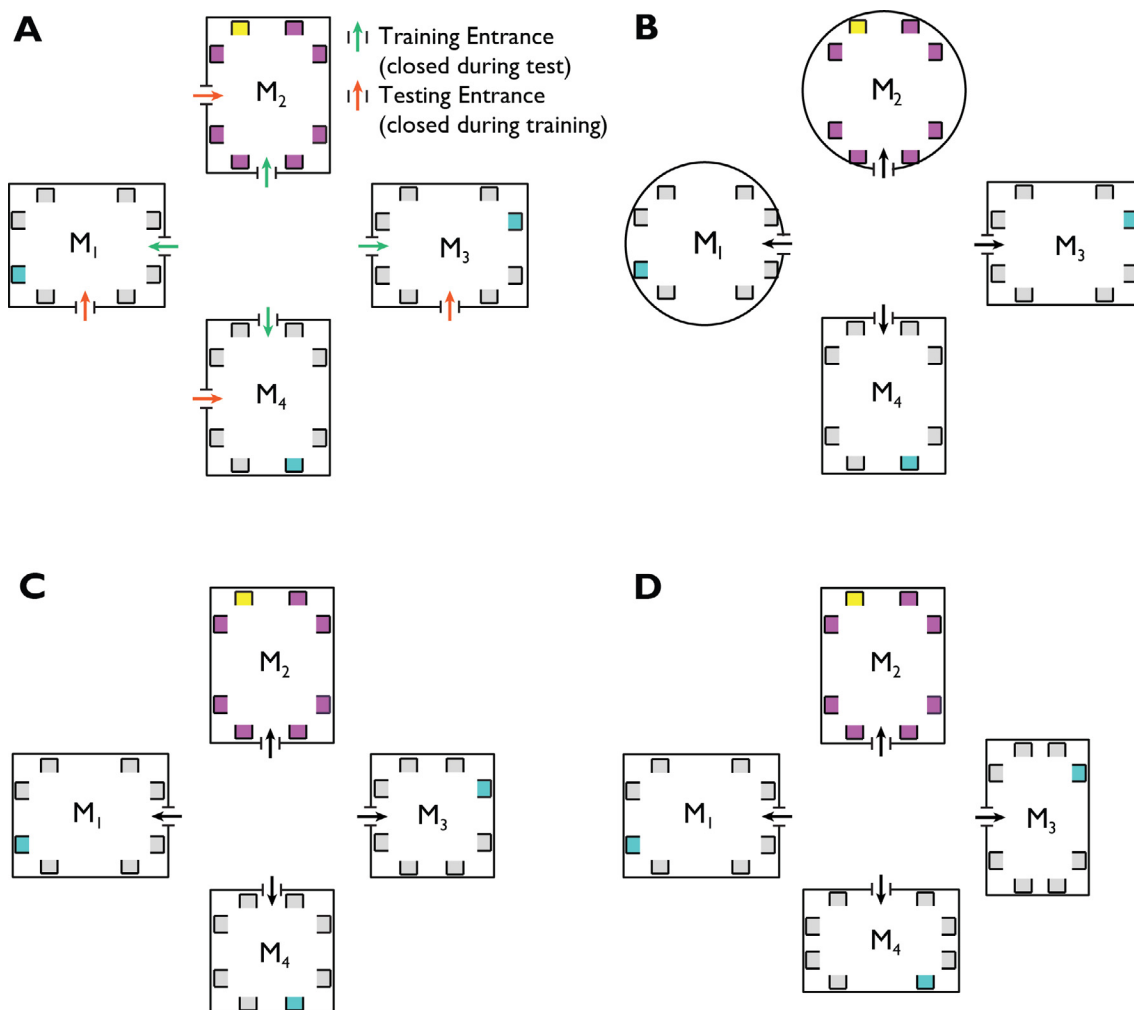 A
Training Entrance
(closed during test)
Testing Entrance
(closed during training)
M2
M1
M3
M4
B
M2
M1
M3
M4
C
M2
M1
M3
M4
D
M2
M1
M3
M4